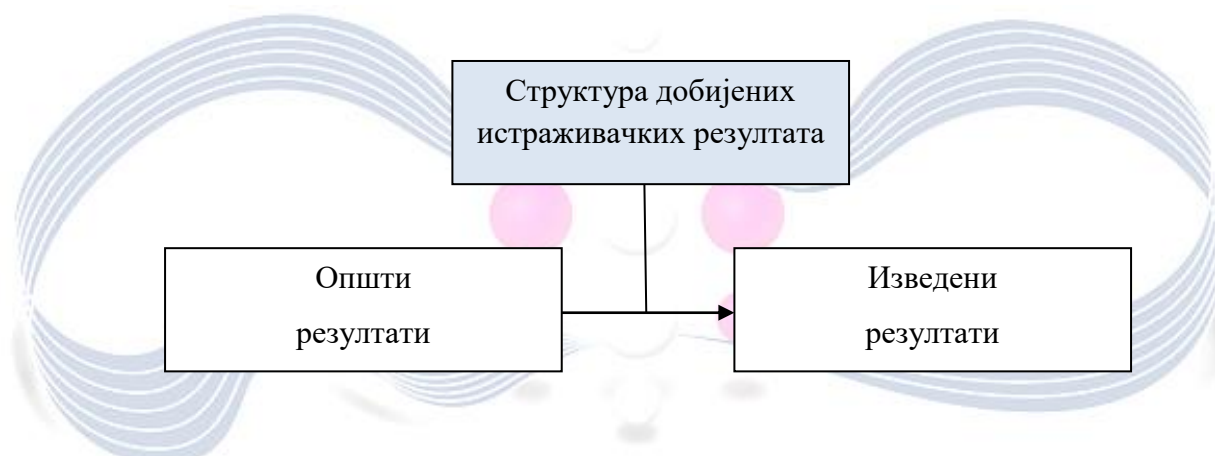 Структура добијених
истраживачких резултата
Општи
резултати
Изведени
резултати